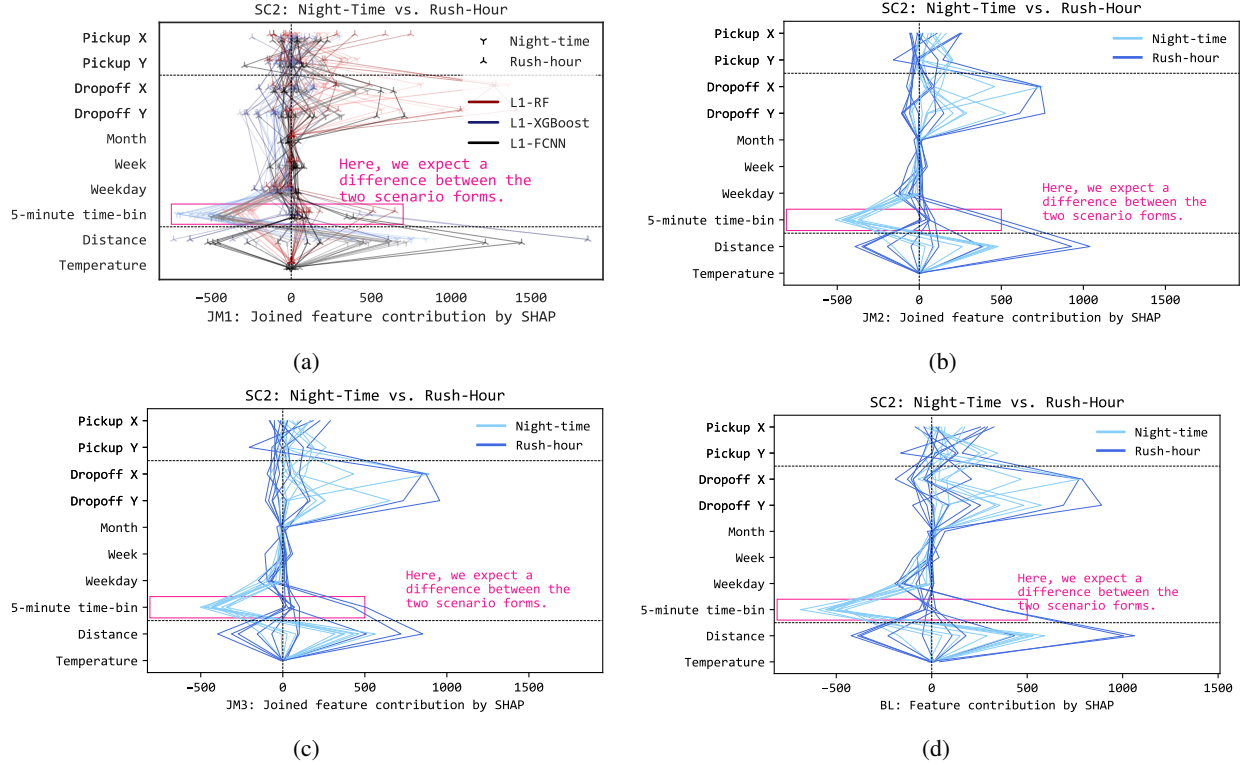 SC2: Night-Time vs. Rush-Hour
Pickup X
Pickup Y
Dropoff X
Dropoff Y
Month
Week
Weekday
5-minute time-bin
Distance
Temperature
Night-time
Rush-hour
L1-RF
L1-XGBoost
L1-FCNN
Here, we expect a
difference between the
two scenario forms.
−500 0 500 1000 1500
JM1: Joined feature contribution by SHAP
(a)
SC2: Night-Time vs. Rush-Hour
Pickup X
Pickup Y
Dropoff X
Dropoff Y
Month
Week
Weekday
5-minute time-bin
Distance
Temperature
Night-time
Rush-hour
Here, we expect a
difference between the
two scenario forms.
−500 0 500 1000 1500
JM2: Joined feature contribution by SHAP
(b)
SC2: Night-Time vs. Rush-Hour
Pickup X
Pickup Y
Dropoff X
Dropoff Y
Month
Week
Weekday
5-minute time-bin
Distance
Temperature
Night-time
Rush-hour
Here, we expect a
difference between the
two scenario forms.
−500 0 500 1000 1500
JM3: Joined feature contribution by SHAP
(c)
SC2: Night-Time vs. Rush-Hour
Pickup X
Pickup Y
Dropoff X
Dropoff Y
Month
Week
Weekday
5-minute time-bin
Distance
Temperature
Night-time
Rush-hour
Here, we expect a
difference between the
two scenario forms.
−500 0 500 1000 1500
BL: Feature contribution by SHAP
(d)